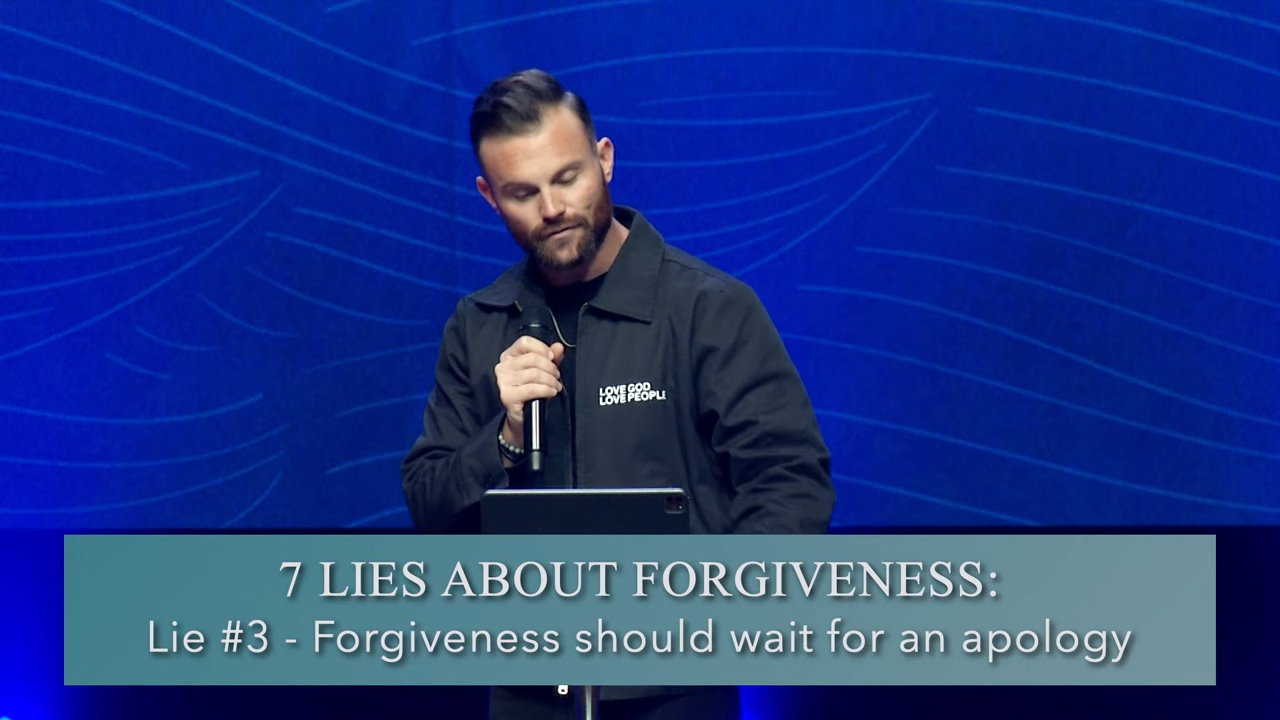 LOVE GOD
LOVE PEOPLE
7 LIES ABOUT FORGIVENESS:
Lie #3 - Forgiveness should wait for an apology